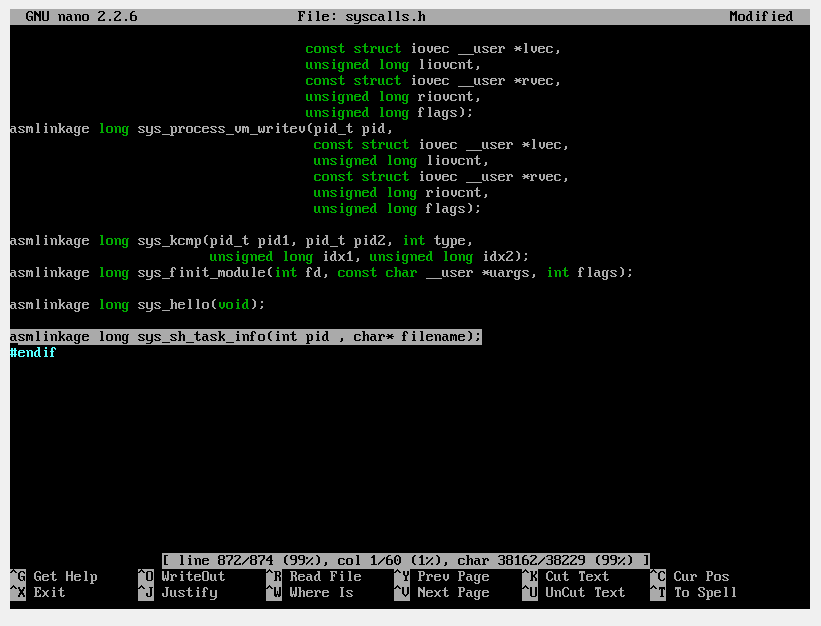 GNU nano 2.2.6 File: syscalls.h Modified
const struct iovec __user *lvec,
unsigned long liovcnt,
const struct iovec __user *rvec,
unsigned long riovcnt,
unsigned long flags);
asmlinkage long sys_process_vm_writev(pid_t pid,
const struct iovec __user *lvec,
unsigned long liovcnt,
const struct iovec __user *rvec,
unsigned long riovcnt,
unsigned long flags);
asmlinkage long sys_kcmp(pid_t pid1, pid_t pid2, int type,
unsigned long idx1, unsigned long idx2);
asmlinkage long sys_finit_module(int fd, const char __user *uargs, int flags);
asmlinkage long sys_hello(void);
asmlinkage long sys_sh_task_info(int pid , char* filename);
#endif
[ line 872/874 (99%), col 1/60 (1%), char 38162/38229 (99%) ]
^G Get Help ^O WriteOut ^R Read File ^Y Prev Page ^K Cut Text ^C Cur Pos
^X Exit ^J Justify ^W Where Is ^V Next Page ^U UnCut Text ^T To Spell